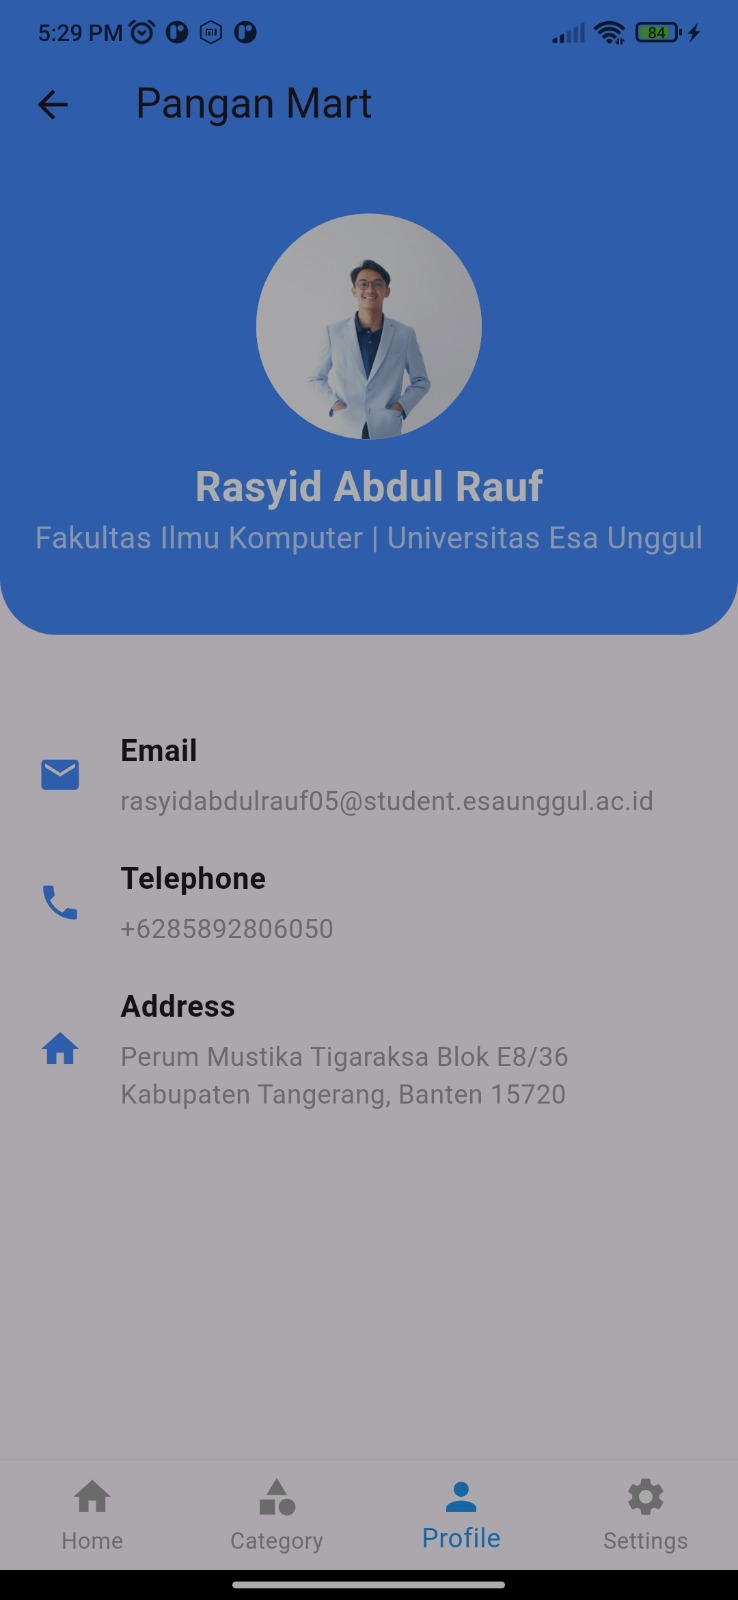 5:29 PM
84
Pangan Mart
Rasyid Abdul Rauf
Fakultas Ilmu Komputer | Universitas Esa Unggul
Email
rasyidabdulrauf05@student.esaunggul.ac.id
Telephone
+6285892806050
Address
Perum Mustika Tigaraksa Blok E8/36
Kabupaten Tangerang, Banten 15720
Home
Category
Profile
Settings